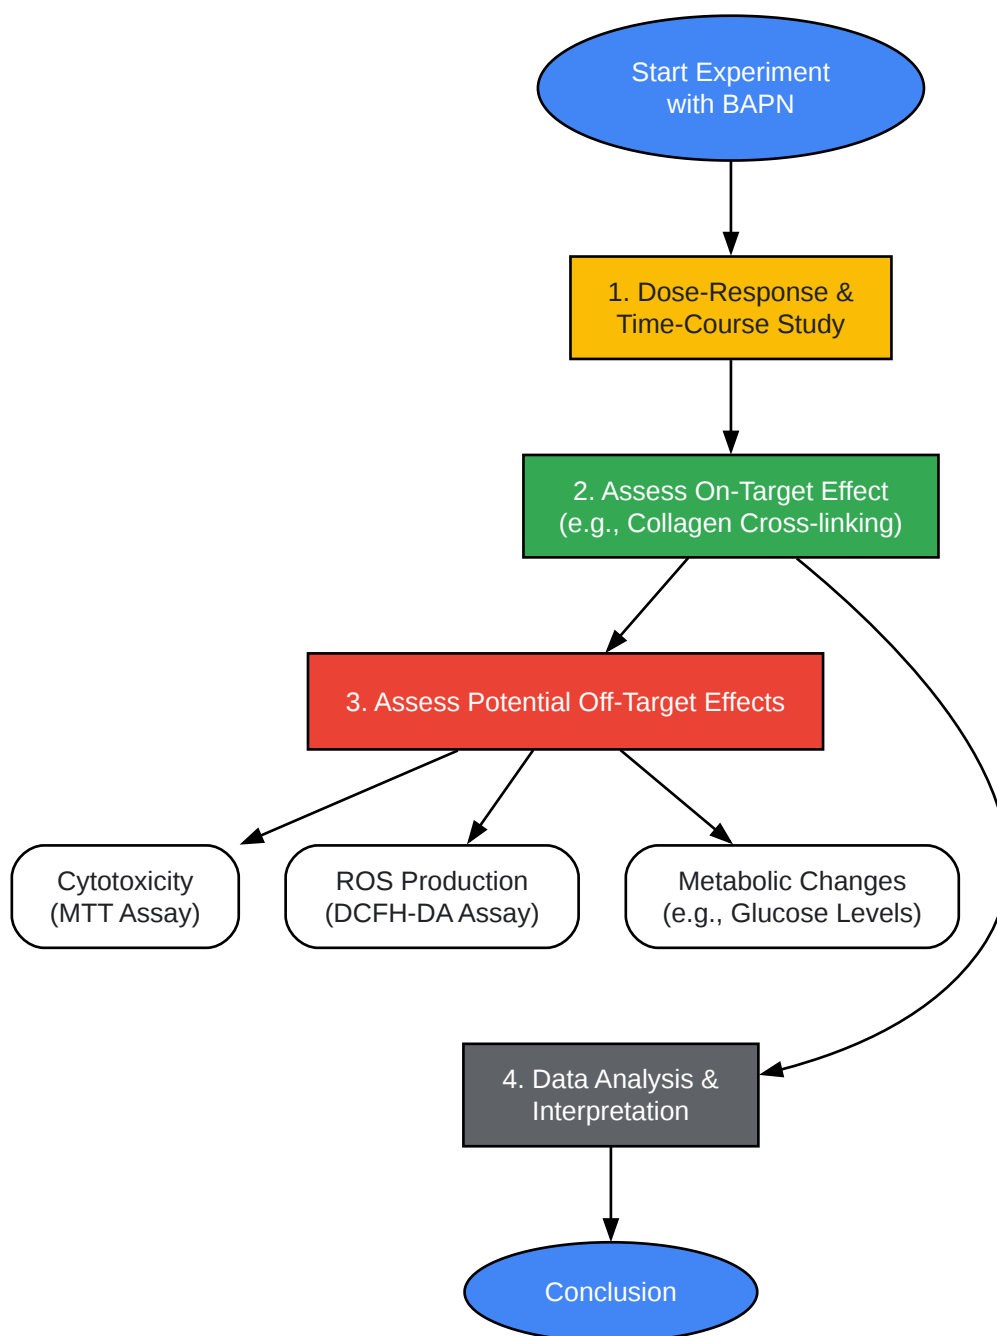 Start Experiment
with BAPN
1. Dose-Response &
Time-Course Study
2. Assess On-Target Effect
(e.g., Collagen Cross-linking)
3. Assess Potential Off-Target Effects
Cytotoxicity
(MTT Assay)
ROS Production
(DCFH-DA Assay)
Metabolic Changes
(e.g., Glucose Levels)
4. Data Analysis &
Interpretation
Conclusion